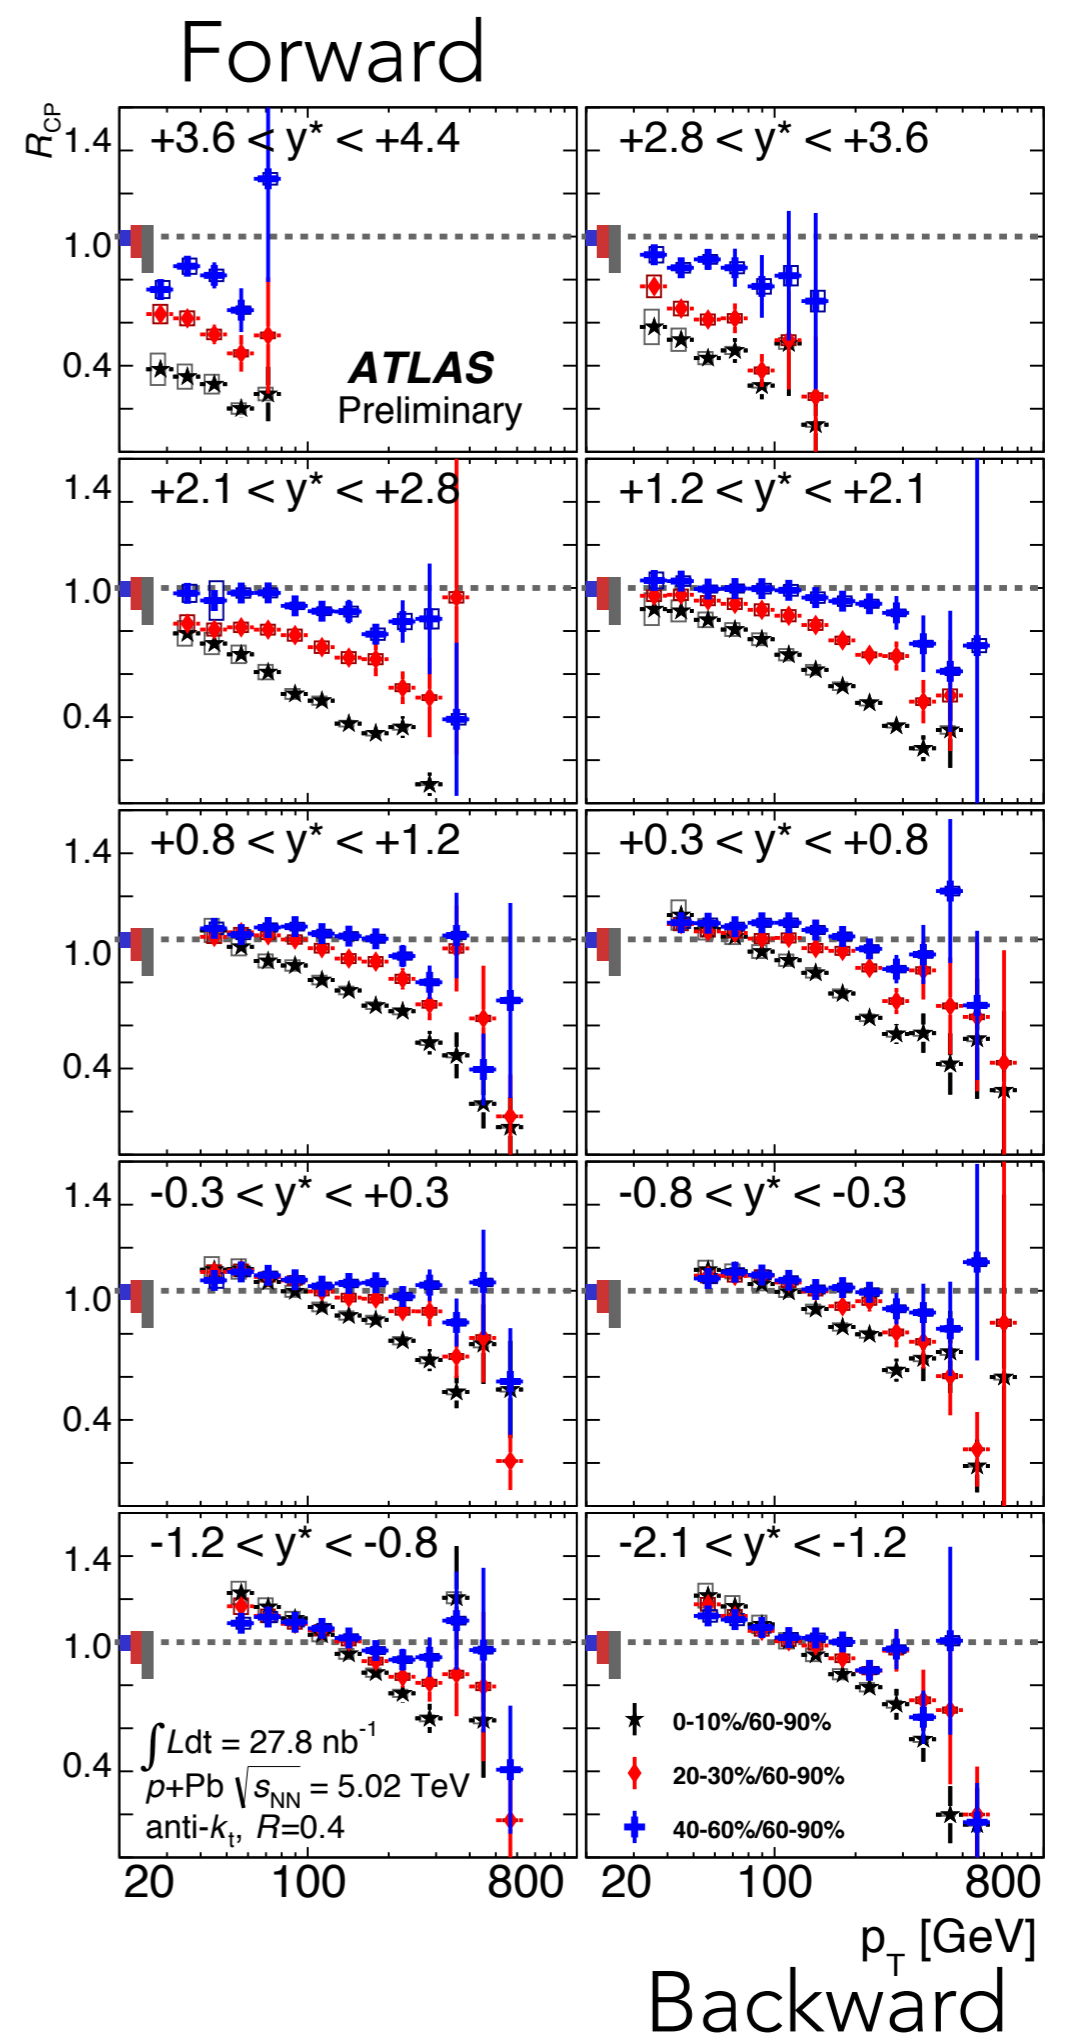 Forward
R_CP
+3.6 < y* < +4.4
+2.8 < y* < +3.6
1.4
1.0
0.4
ATLAS
Preliminary
+2.1 < y* < +2.8
+1.2 < y* < +2.1
1.4
1.0
0.4
+0.8 < y* < +1.2
+0.3 < y* < +0.8
1.4
1.0
0.4
-0.3 < y* < +0.3
-0.8 < y* < -0.3
1.4
1.0
0.4
-1.2 < y* < -0.8
-2.1 < y* < -1.2
1.4
1.0
0.4
∫Ldt = 27.8 nb⁻¹
p+Pb √s_NN = 5.02 TeV
anti-k_t, R=0.4
0-10%/60-90%
20-30%/60-90%
40-60%/60-90%
20 100 800
20 100 800
p_T [GeV]
Backward